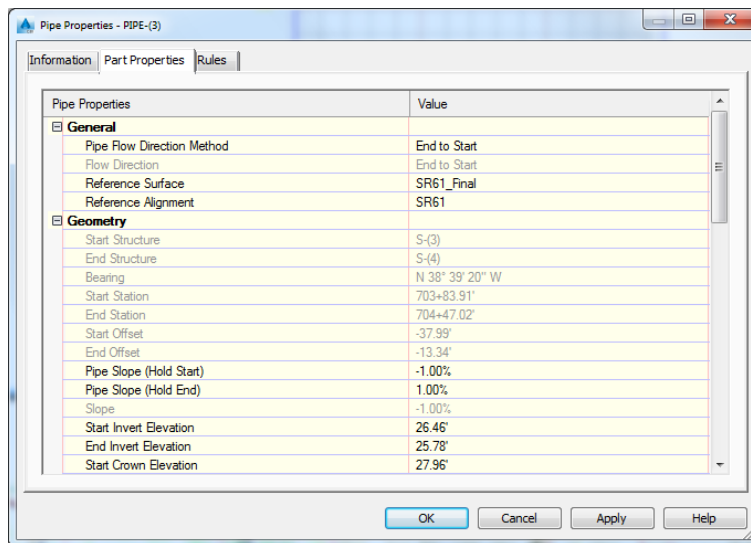 Pipe Properties - PIPE-(3)
Information Part Properties Rules
Pipe Properties Value
General
Pipe Flow Direction Method End to Start
Flow Direction End to Start
Reference Surface SR61_Final
Reference Alignment SR61
Geometry
Start Structure S-(3)
End Structure S-(4)
Bearing N 38° 39' 20" W
Start Station 703+83.91'
End Station 704+47.02'
Start Offset -37.99'
End Offset -13.34'
Pipe Slope (Hold Start) -1.00%
Pipe Slope (Hold End) 1.00%
Slope -1.00%
Start Invert Elevation 26.46'
End Invert Elevation 25.78'
Start Crown Elevation 27.96'
OK Cancel Apply Help